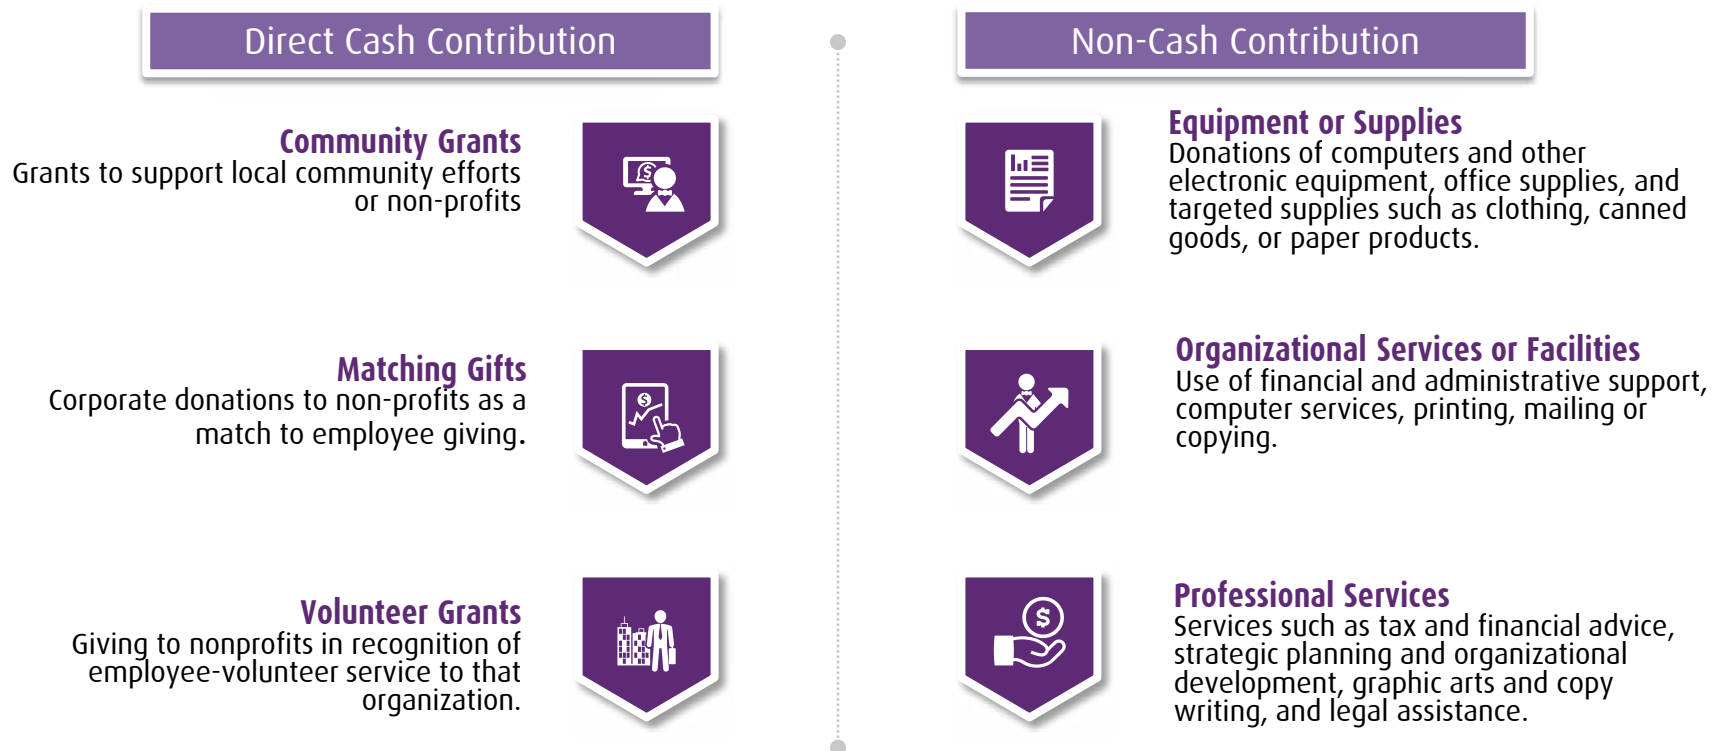 Direct Cash Contribution
Community Grants
Grants to support local community efforts
or non-profits
Matching Gifts
Corporate donations to non-profits as a
match to employee giving.
Volunteer Grants
Giving to nonprofits in recognition of
employee-volunteer service to that
organization.
Non-Cash Contribution
Equipment or Supplies
Donations of computers and other
electronic equipment, office supplies, and
targeted supplies such as clothing, canned
goods, or paper products.
Organizational Services or Facilities
Use of financial and administrative support,
computer services, printing, mailing or
copying.
Professional Services
Services such as tax and financial advice,
strategic planning and organizational
development, graphic arts and copy
writing, and legal assistance.